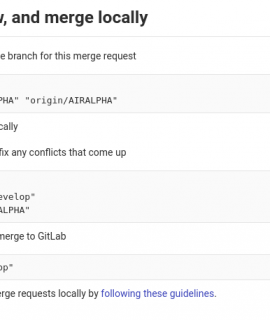 , and merge locally
e branch for this merge request
PHA" "origin/AIRALPHA"
cally
fix any conflicts that come up
evelop"
ALPHA"
merge to GitLab
op"
erge requests locally by following these guidelines.